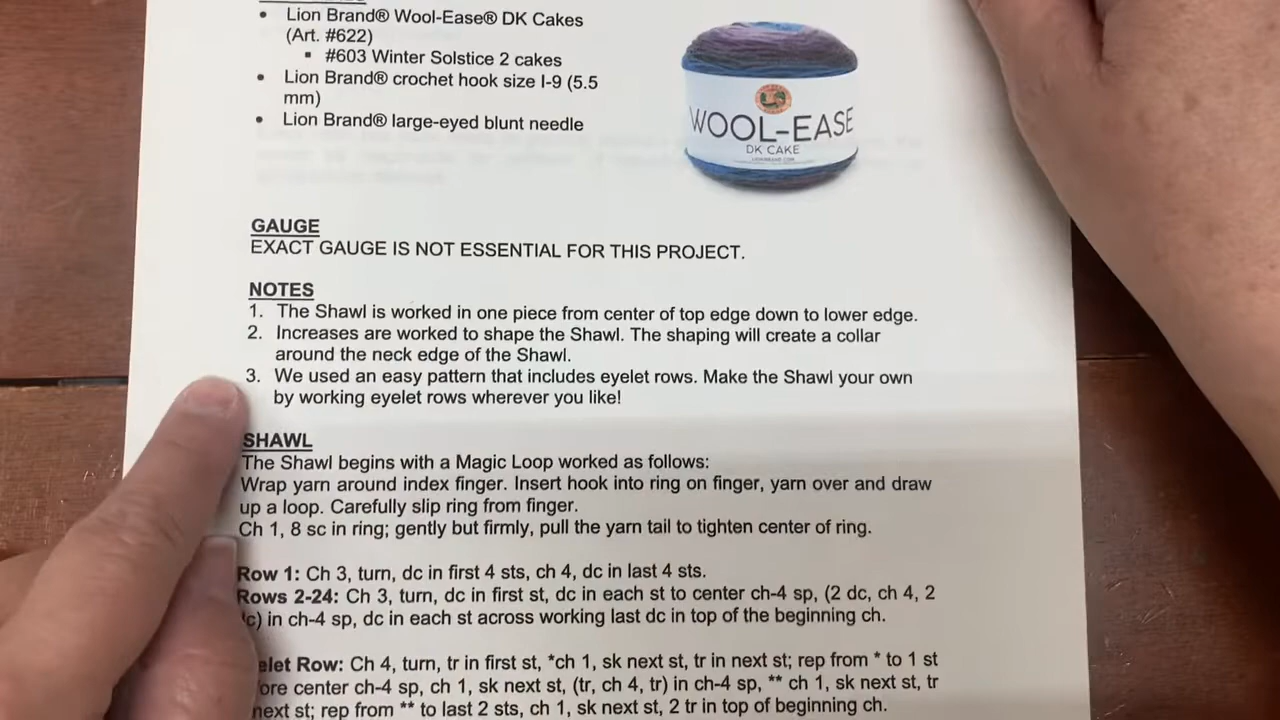 • Lion Brand® Wool-Ease® DK Cakes
(Art. #622)
▪ #603 Winter Solstice 2 cakes
• Lion Brand® crochet hook size I-9 (5.5
mm)
• Lion Brand® large-eyed blunt needle
WOOL-EASE
DK CAKE
GAUGE
EXACT GAUGE IS NOT ESSENTIAL FOR THIS PROJECT.
NOTES
1. The Shawl is worked in one piece from center of top edge down to lower edge.
2. Increases are worked to shape the Shawl. The shaping will create a collar
around the neck edge of the Shawl.
3. We used an easy pattern that includes eyelet rows. Make the Shawl your own
by working eyelet rows wherever you like!
SHAWL
The Shawl begins with a Magic Loop worked as follows:
Wrap yarn around index finger. Insert hook into ring on finger, yarn over and draw
up a loop. Carefully slip ring from finger.
Ch 1, 8 sc in ring; gently but firmly, pull the yarn tail to tighten center of ring.
Row 1: Ch 3, turn, dc in first 4 sts, ch 4, dc in last 4 sts.
Rows 2-24: Ch 3, turn, dc in first st, dc in each st to center ch-4 sp, (2 dc, ch 4, 2
c) in ch-4 sp, dc in each st across working last dc in top of the beginning ch.
elet Row: Ch 4, turn, tr in first st, *ch 1, sk next st, tr in next st; rep from * to 1 st
ore center ch-4 sp, ch 1, sk next st, (tr, ch 4, tr) in ch-4 sp, ** ch 1, sk next st, tr
next st; rep from ** to last 2 sts, ch 1, sk next st, 2 tr in top of beginning ch.